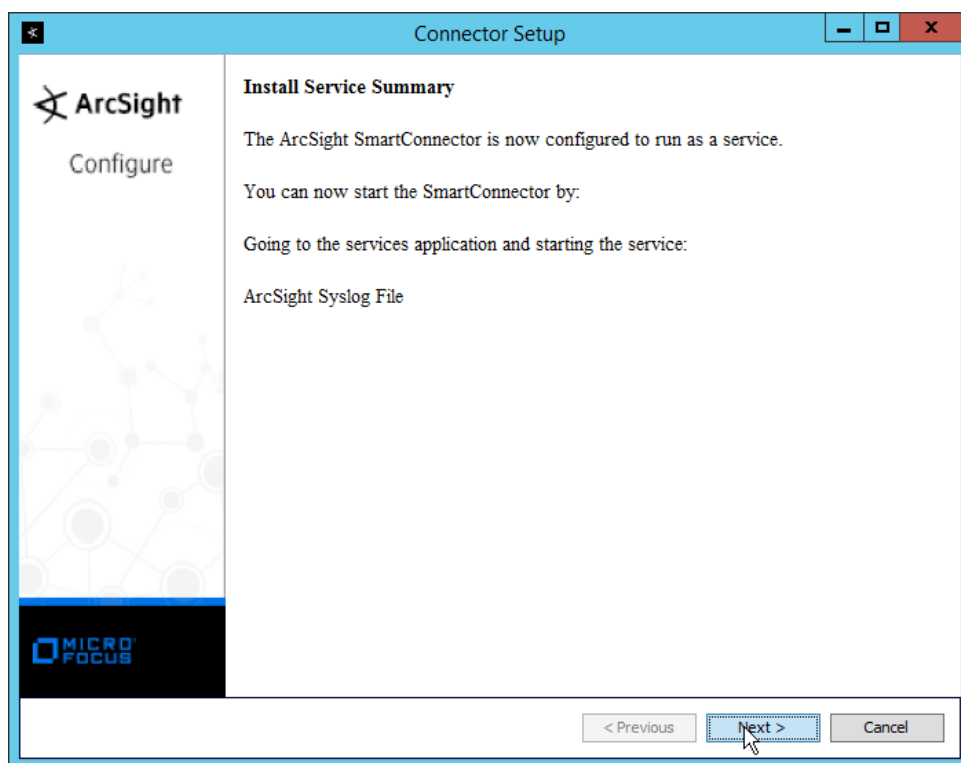 Connector Setup
ArcSight
Configure
Install Service Summary
The ArcSight SmartConnector is now configured to run as a service.
You can now start the SmartConnector by:
Going to the services application and starting the service:
ArcSight Syslog File
MICRO
FOCUS
< Previous
Next >
Cancel